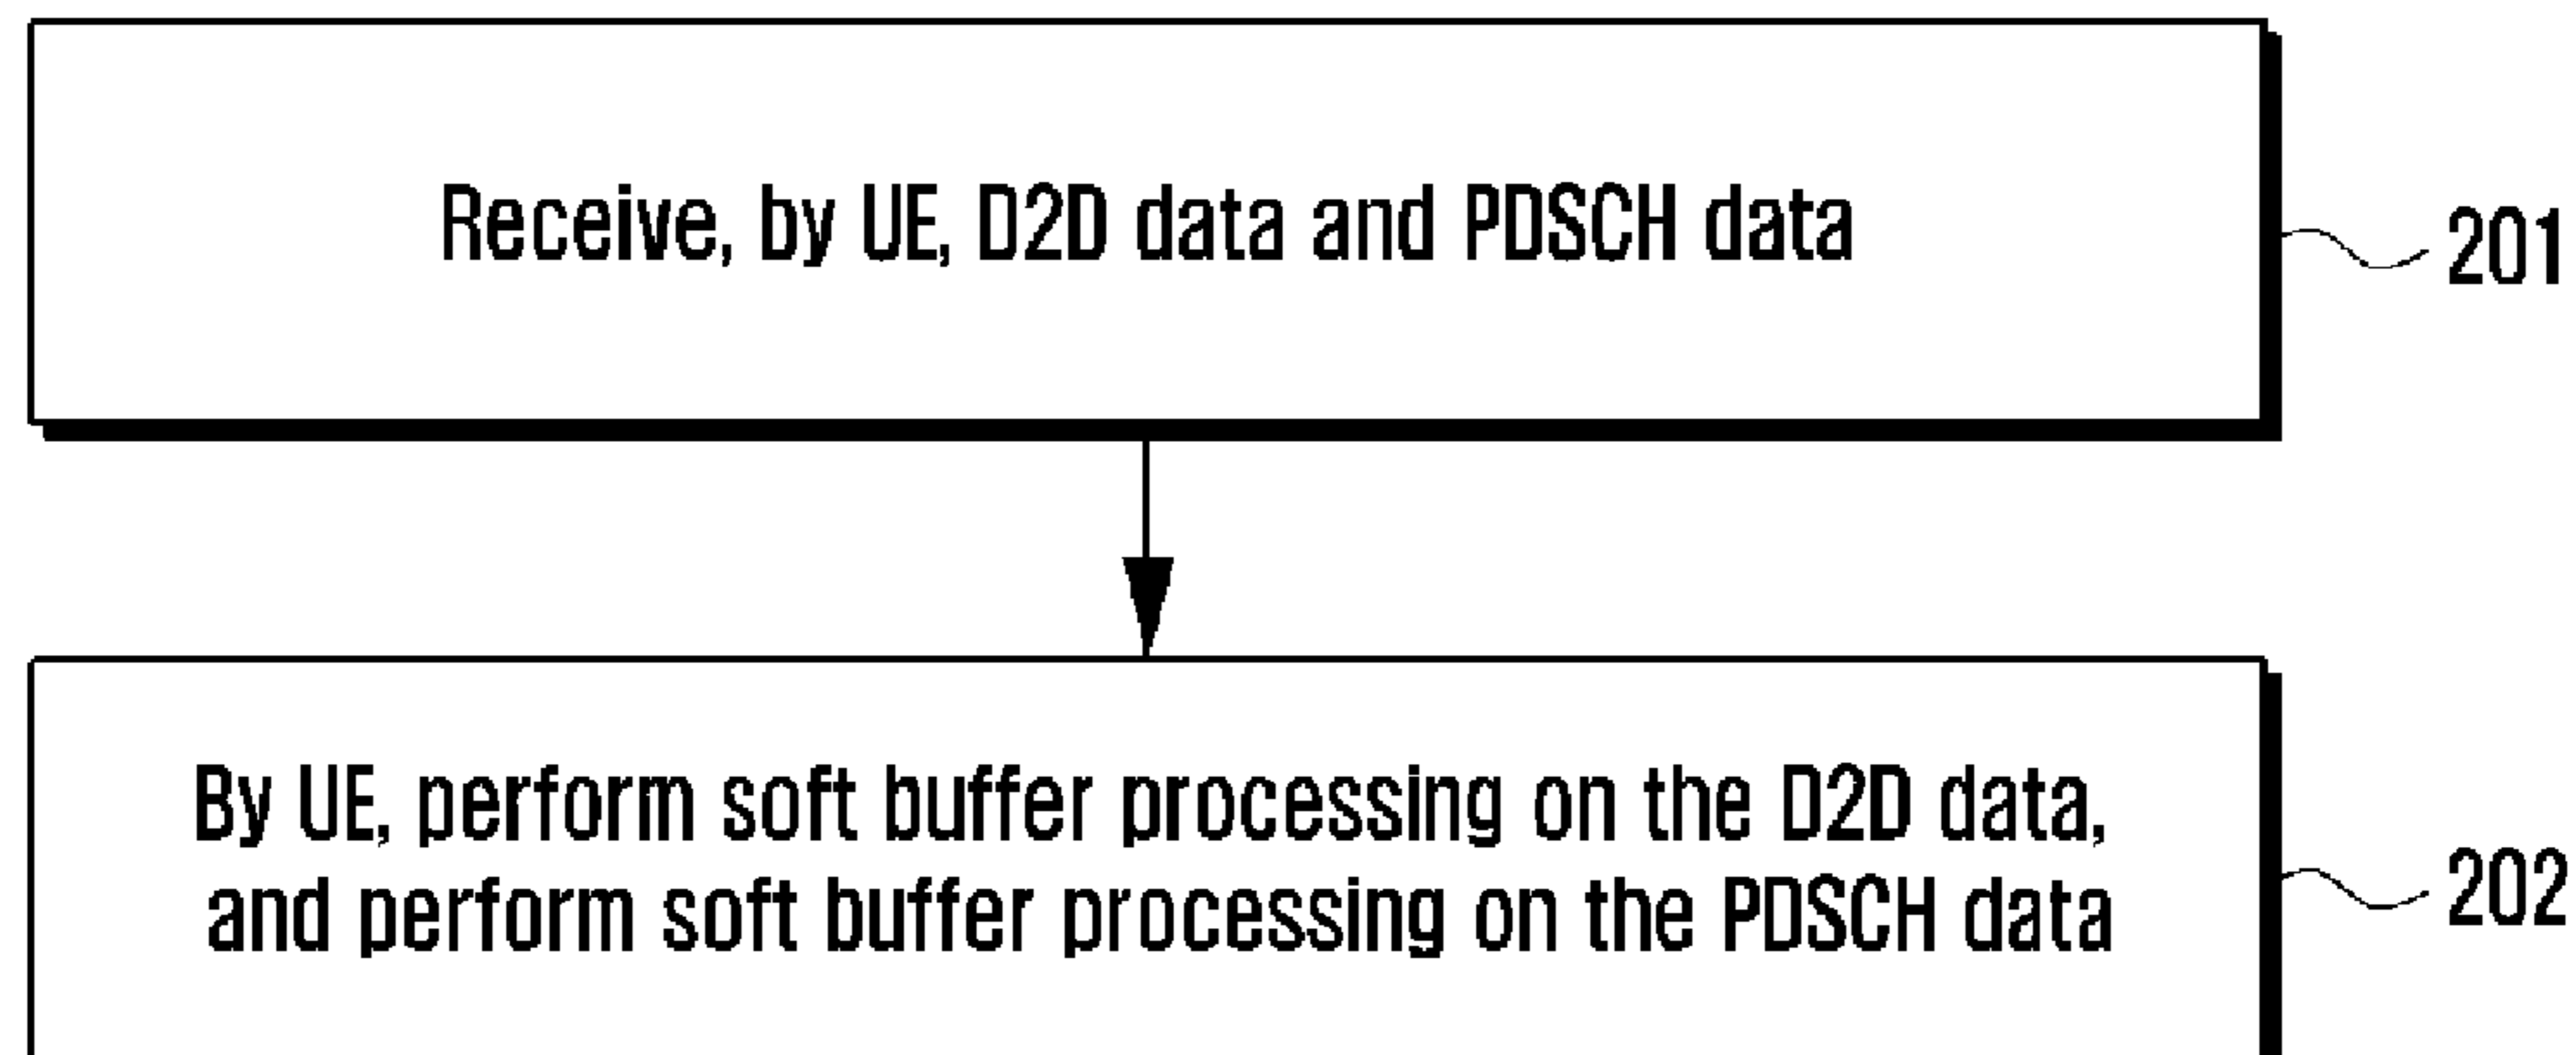 Receive, by UE, D2D data and PDSCH data
201
By UE, perform soft buffer processing on the D2D data,
and perform soft buffer processing on the PDSCH data
202